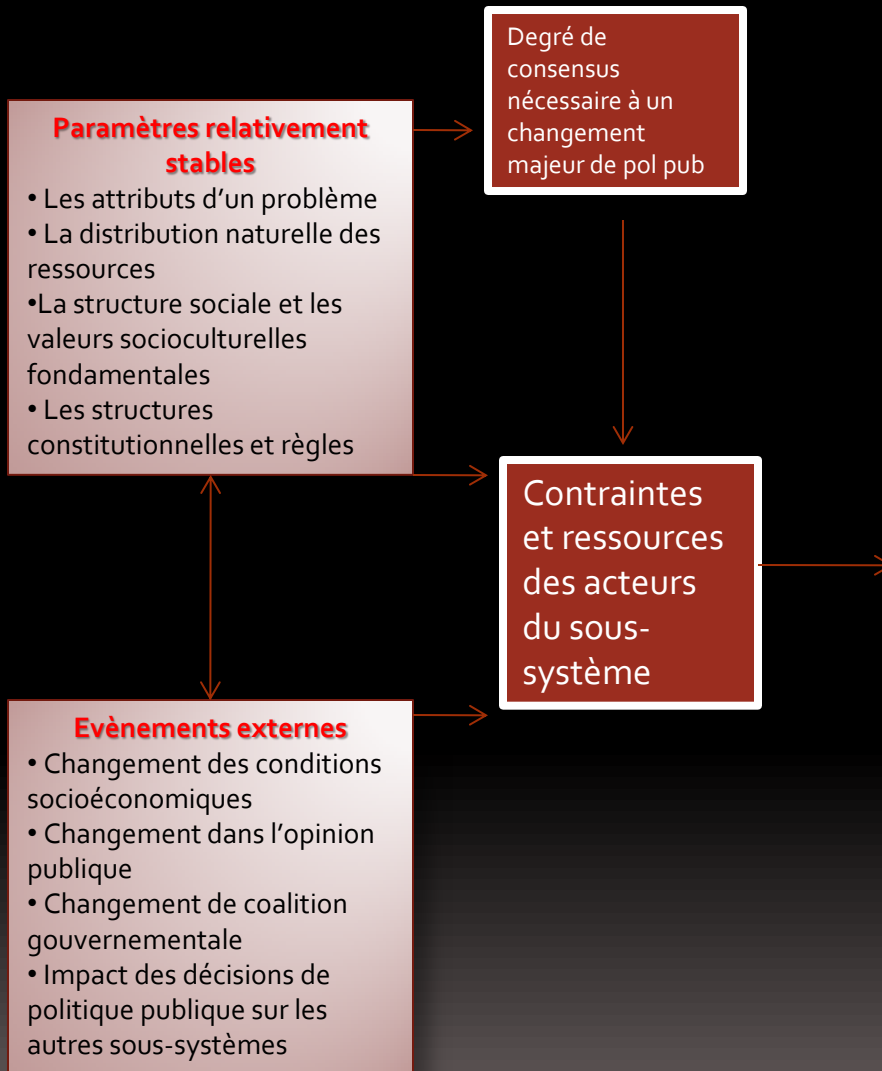 Degré de
consensus
nécessaire à un
changement
majeur de pol pub
Paramètres relativement
stables
• Les attributs d’un problème
• La distribution naturelle des
ressources
•La structure sociale et les
valeurs socioculturelles
fondamentales
• Les structures
constitutionnelles et règles
Contraintes
et ressources
des acteurs
du sous-
système
Evènements externes
• Changement des conditions
socioéconomiques
• Changement dans l’opinion
publique
• Changement de coalition
gouvernementale
• Impact des décisions de
politique publique sur les
autres sous-systèmes